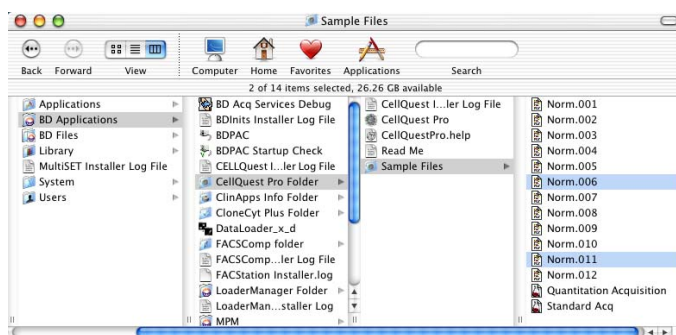 Sample Files
Back Forward View Computer Home Favorites Applications Search
2 of 14 items selected, 26.26 GB available
Applications
BD Applications
BD Files
Library
MultiSET Installer Log File
System
Users
BD Acq Services Debug
BDInits Installer Log File
BDPAC
BDPAC Startup Check
CELLQuest I...ler Log File
CellQuest Pro Folder
ClinApps Info Folder
CloneCyt Plus Folder
DataLoader_x_d
FACSComp folder
FACSComp...ler Log File
FACStation Installer.log
LoaderManager Folder
LoaderMan...staller Log
MPM
CellQuest I...ler Log File
CellQuest Pro
CellQuestPro.help
Read Me
Sample Files
Norm.001
Norm.002
Norm.003
Norm.004
Norm.005
Norm.006
Norm.007
Norm.008
Norm.009
Norm.010
Norm.011
Norm.012
Quantitation Acquisition
Standard Acq